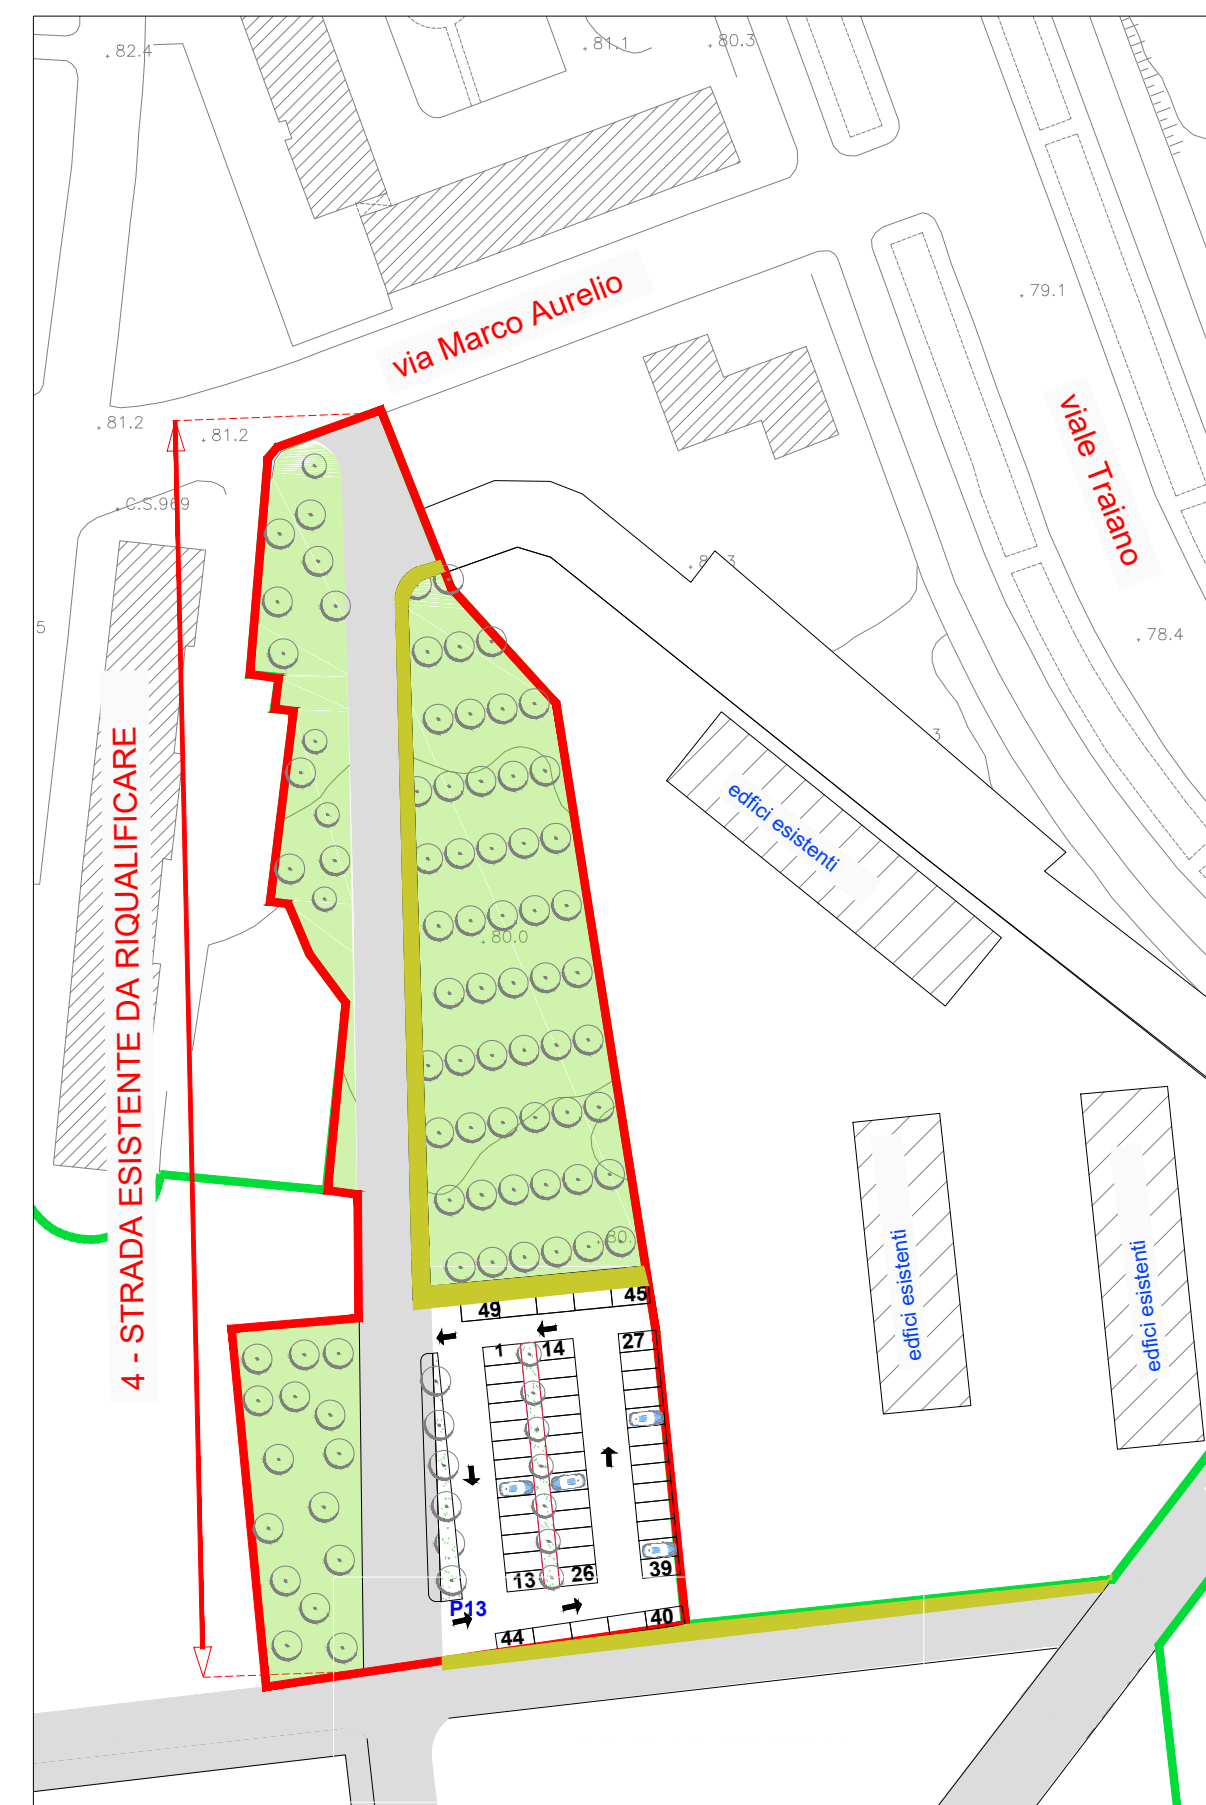 82.4
81.1
80.3
79.1
via Marco Aurelio
viale Traiano
81.2
81.2
C.S.969
5
78.4
3
edfici esistenti
4 - STRADA ESISTENTE DA RIQUALIFICARE
80.0
80.
edfici esistenti
edfici esistenti
49
45
1
14
27
13
26
39
P13
44
40